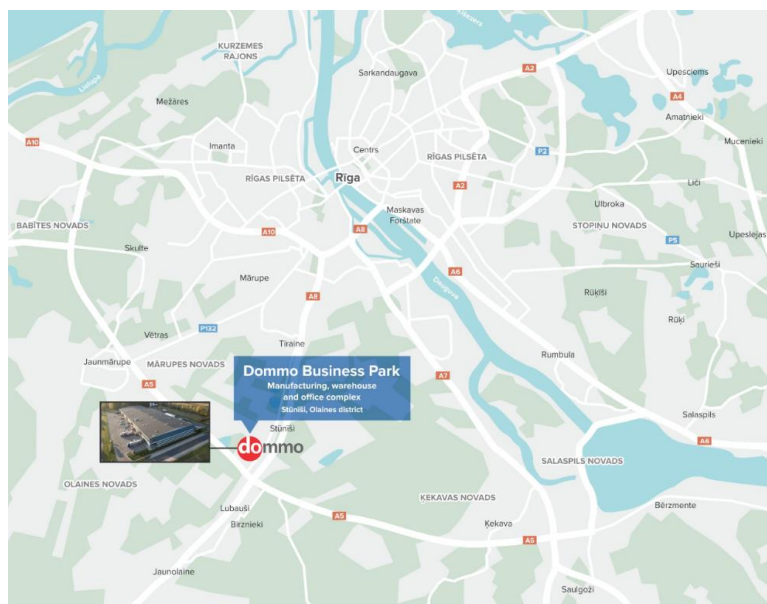 KURZEMES
RAJONS
Sarkandaugava
A2
Upesciems
A4
Lielupe
Mežāres
Amatnieki
Mucenieki
A10
Imanta
Centrs
RĪGAS PILSĒTA
P2
RĪGAS PILSĒTA
Rīga
A2
Liči
Ulbroka
Maskavas
Forštate
BABĪTES NOVADS
A10
A8
STOPIŅU NOVADS
Upeslejas
P5
Skulte
Saurieši
Mārupe
A6
Daugava
Rūķīši
A8
Rūķi
Vētras
P132
Tiraine
Rumbula
Jaunmārupe
MĀRUPES NOVADS
A5
A7
Dommo Business Park
Manufacturing, warehouse
and office complex
Stūnīši, Olaines district
Salaspils
Stūnīši
A6
dommo
SALASPILS NOVADS
OLAINES NOVADS
ĶEKAVAS NOVADS
Lubauši
Birznieki
A5
Bērzmente
Ķekava
A5
Jaunolaine
Saulgoži